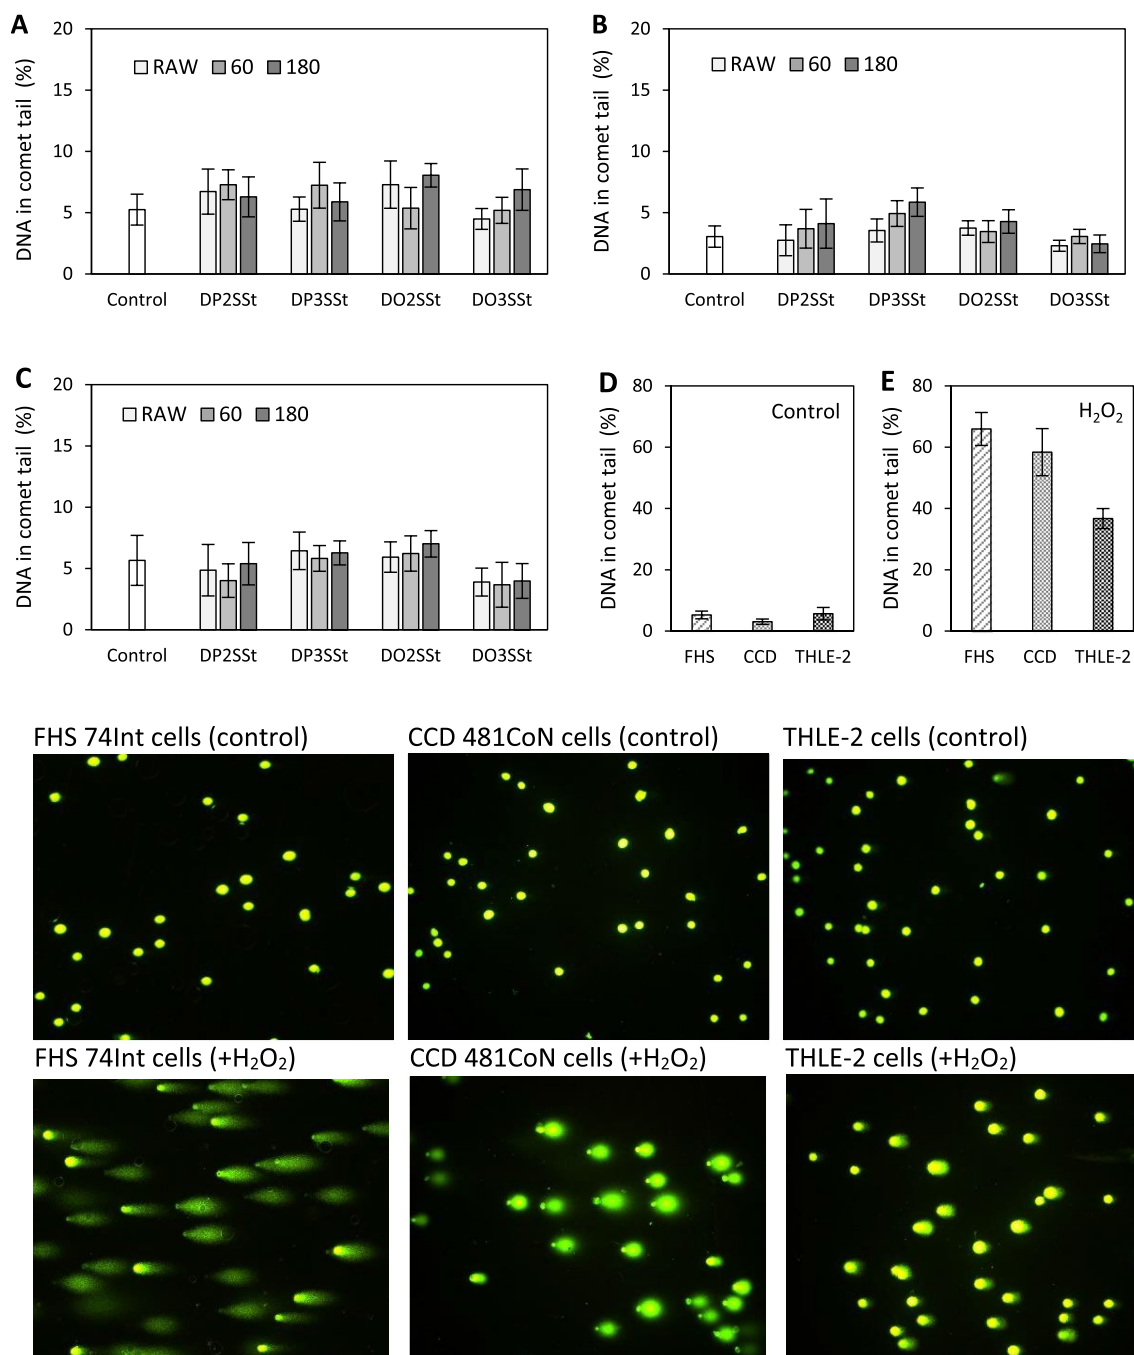 A
DNA in comet tail (%)
20
15
10
5
0
RAW 60 180
Control DP2SSt DP3SSt DO2SSt DO3SSt
B
DNA in comet tail (%)
20
15
10
5
0
RAW 60 180
Control DP2SSt DP3SSt DO2SSt DO3SSt
C
DNA in comet tail (%)
20
15
10
5
0
RAW 60 180
Control DP2SSt DP3SSt DO2SSt DO3SSt
D
DNA in comet tail (%)
80
60
40
20
0
Control
FHS CCD THLE-2
E
DNA in comet tail (%)
80
60
40
20
0
H₂O₂
FHS CCD THLE-2
FHS 74Int cells (control)
CCD 481CoN cells (control)
THLE-2 cells (control)
FHS 74Int cells (+H₂O₂)
CCD 481CoN cells (+H₂O₂)
THLE-2 cells (+H₂O₂)